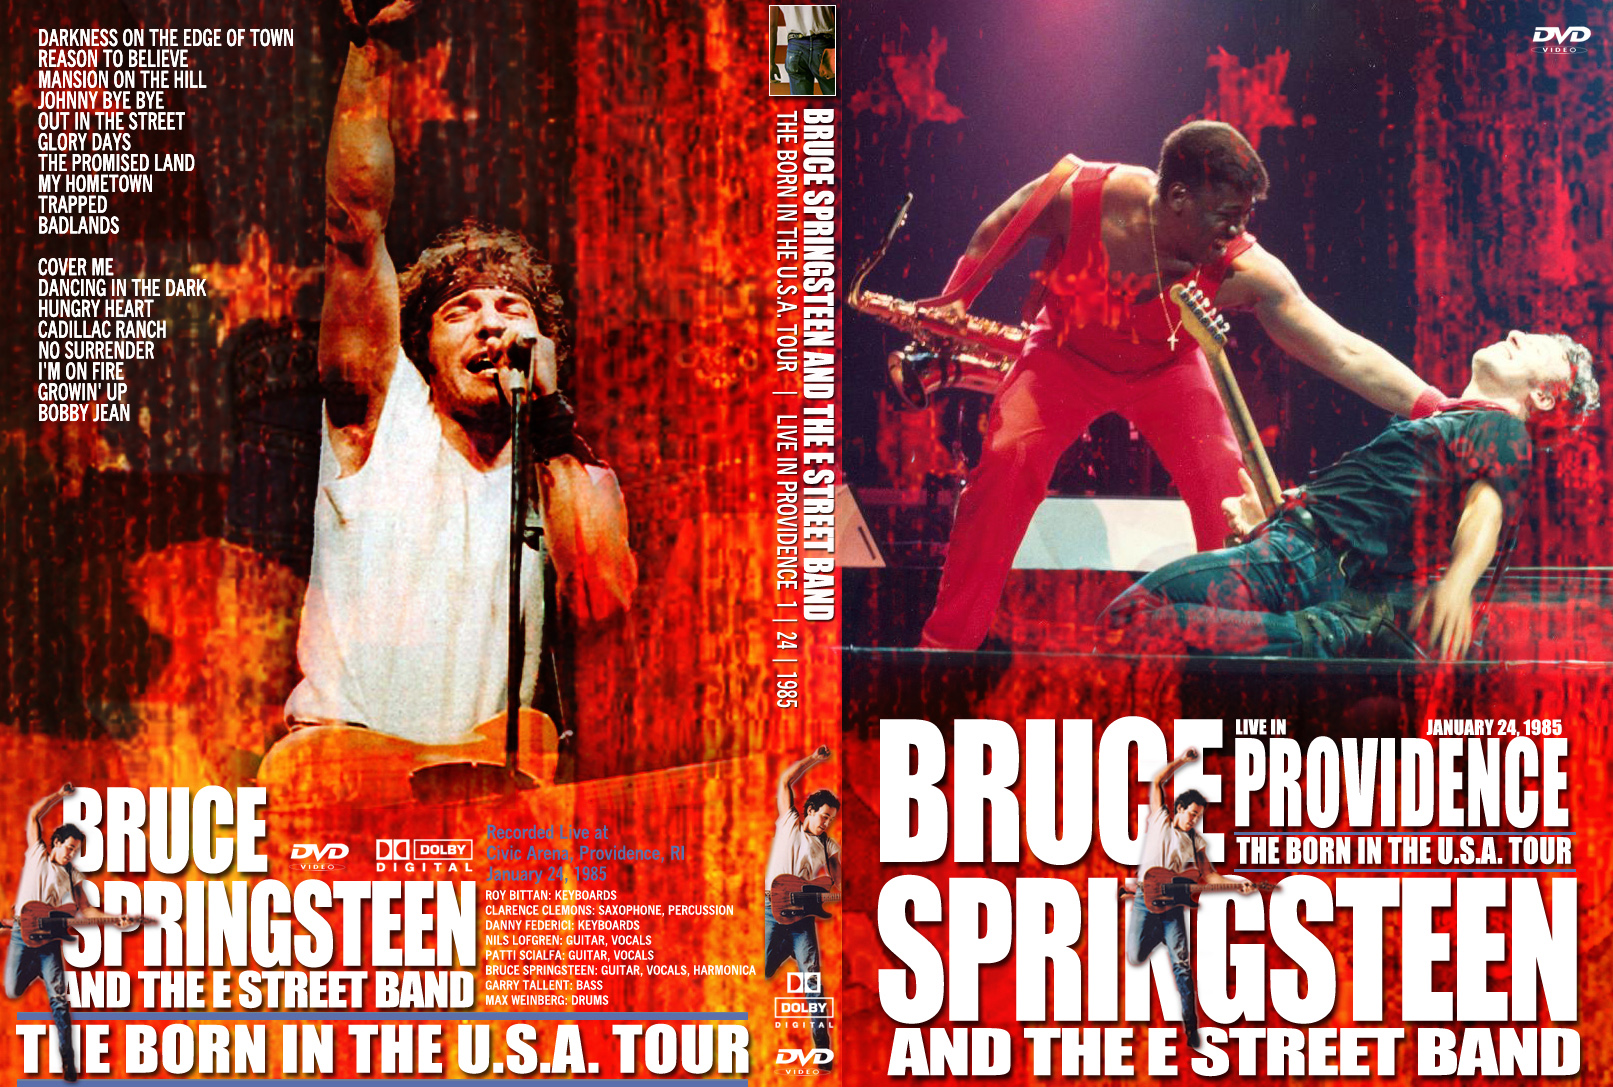 DARKNESS ON THE EDGE OF TOWN
REASON TO BELIEVE
MANSION ON THE HILL
JOHNNY BYE BYE
OUT IN THE STREET
GLORY DAYS
THE PROMISED LAND
MY HOMETOWN
TRAPPED
BADLANDS
COVER ME
DANCING IN THE DARK
HUNGRY HEART
CADILLAC RANCH
NO SURRENDER
I'M ON FIRE
GROWIN' UP
BOBBY JEAN
BRUCE
SPRINGSTEEN
AND THE E STREET BAND
THE BORN IN THE U.S.A. TOUR
DVD
VIDEO
DOLBY
DIGITAL
Recorded Live at
Civic Arena, Providence, RI
January 24, 1985
ROY BITTAN: KEYBOARDS
CLARENCE CLEMONS: SAXOPHONE, PERCUSSION
DANNY FEDERICI: KEYBOARDS
NILS LOFGREN: GUITAR, VOCALS
PATTI SCIALFA: GUITAR, VOCALS
BRUCE SPRINGSTEEN: GUITAR, VOCALS, HARMONICA
GARRY TALLENT: BASS
MAX WEINBERG: DRUMS
BRUCE SPRINGSTEEN AND THE E STREET BAND
THE BORN IN THE U.S.A. TOUR | LIVE IN PROVIDENCE 1 | 24 | 1985
DOLBY
DIGITAL
DVD
VIDEO
DVD
VIDEO
BRUCE
LIVE IN JANUARY 24, 1985
PROVIDENCE
THE BORN IN THE U.S.A. TOUR
SPRINGSTEEN
AND THE E STREET BAND